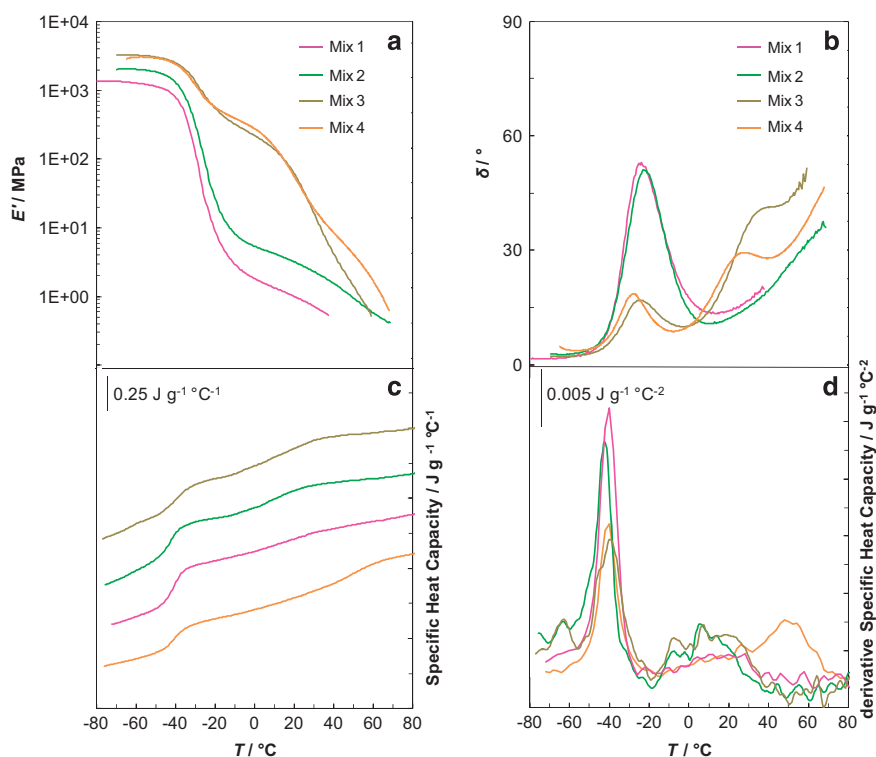 1E+04
1E+03
1E+02
1E+01
1E+00
E' / MPa
a
Mix 1
Mix 2
Mix 3
Mix 4
90
60
30
0
δ / °
b
Mix 1
Mix 2
Mix 3
Mix 4
c
0.25 J g⁻¹ °C⁻¹
Specific Heat Capacity / J g⁻¹ °C⁻¹
-80 -60 -40 -20 0 20 40 60 80
T / °C
d
0.005 J g⁻¹ °C⁻²
derivative Specific Heat Capacity / J g⁻¹ °C⁻²
-80 -60 -40 -20 0 20 40 60 80
T / °C